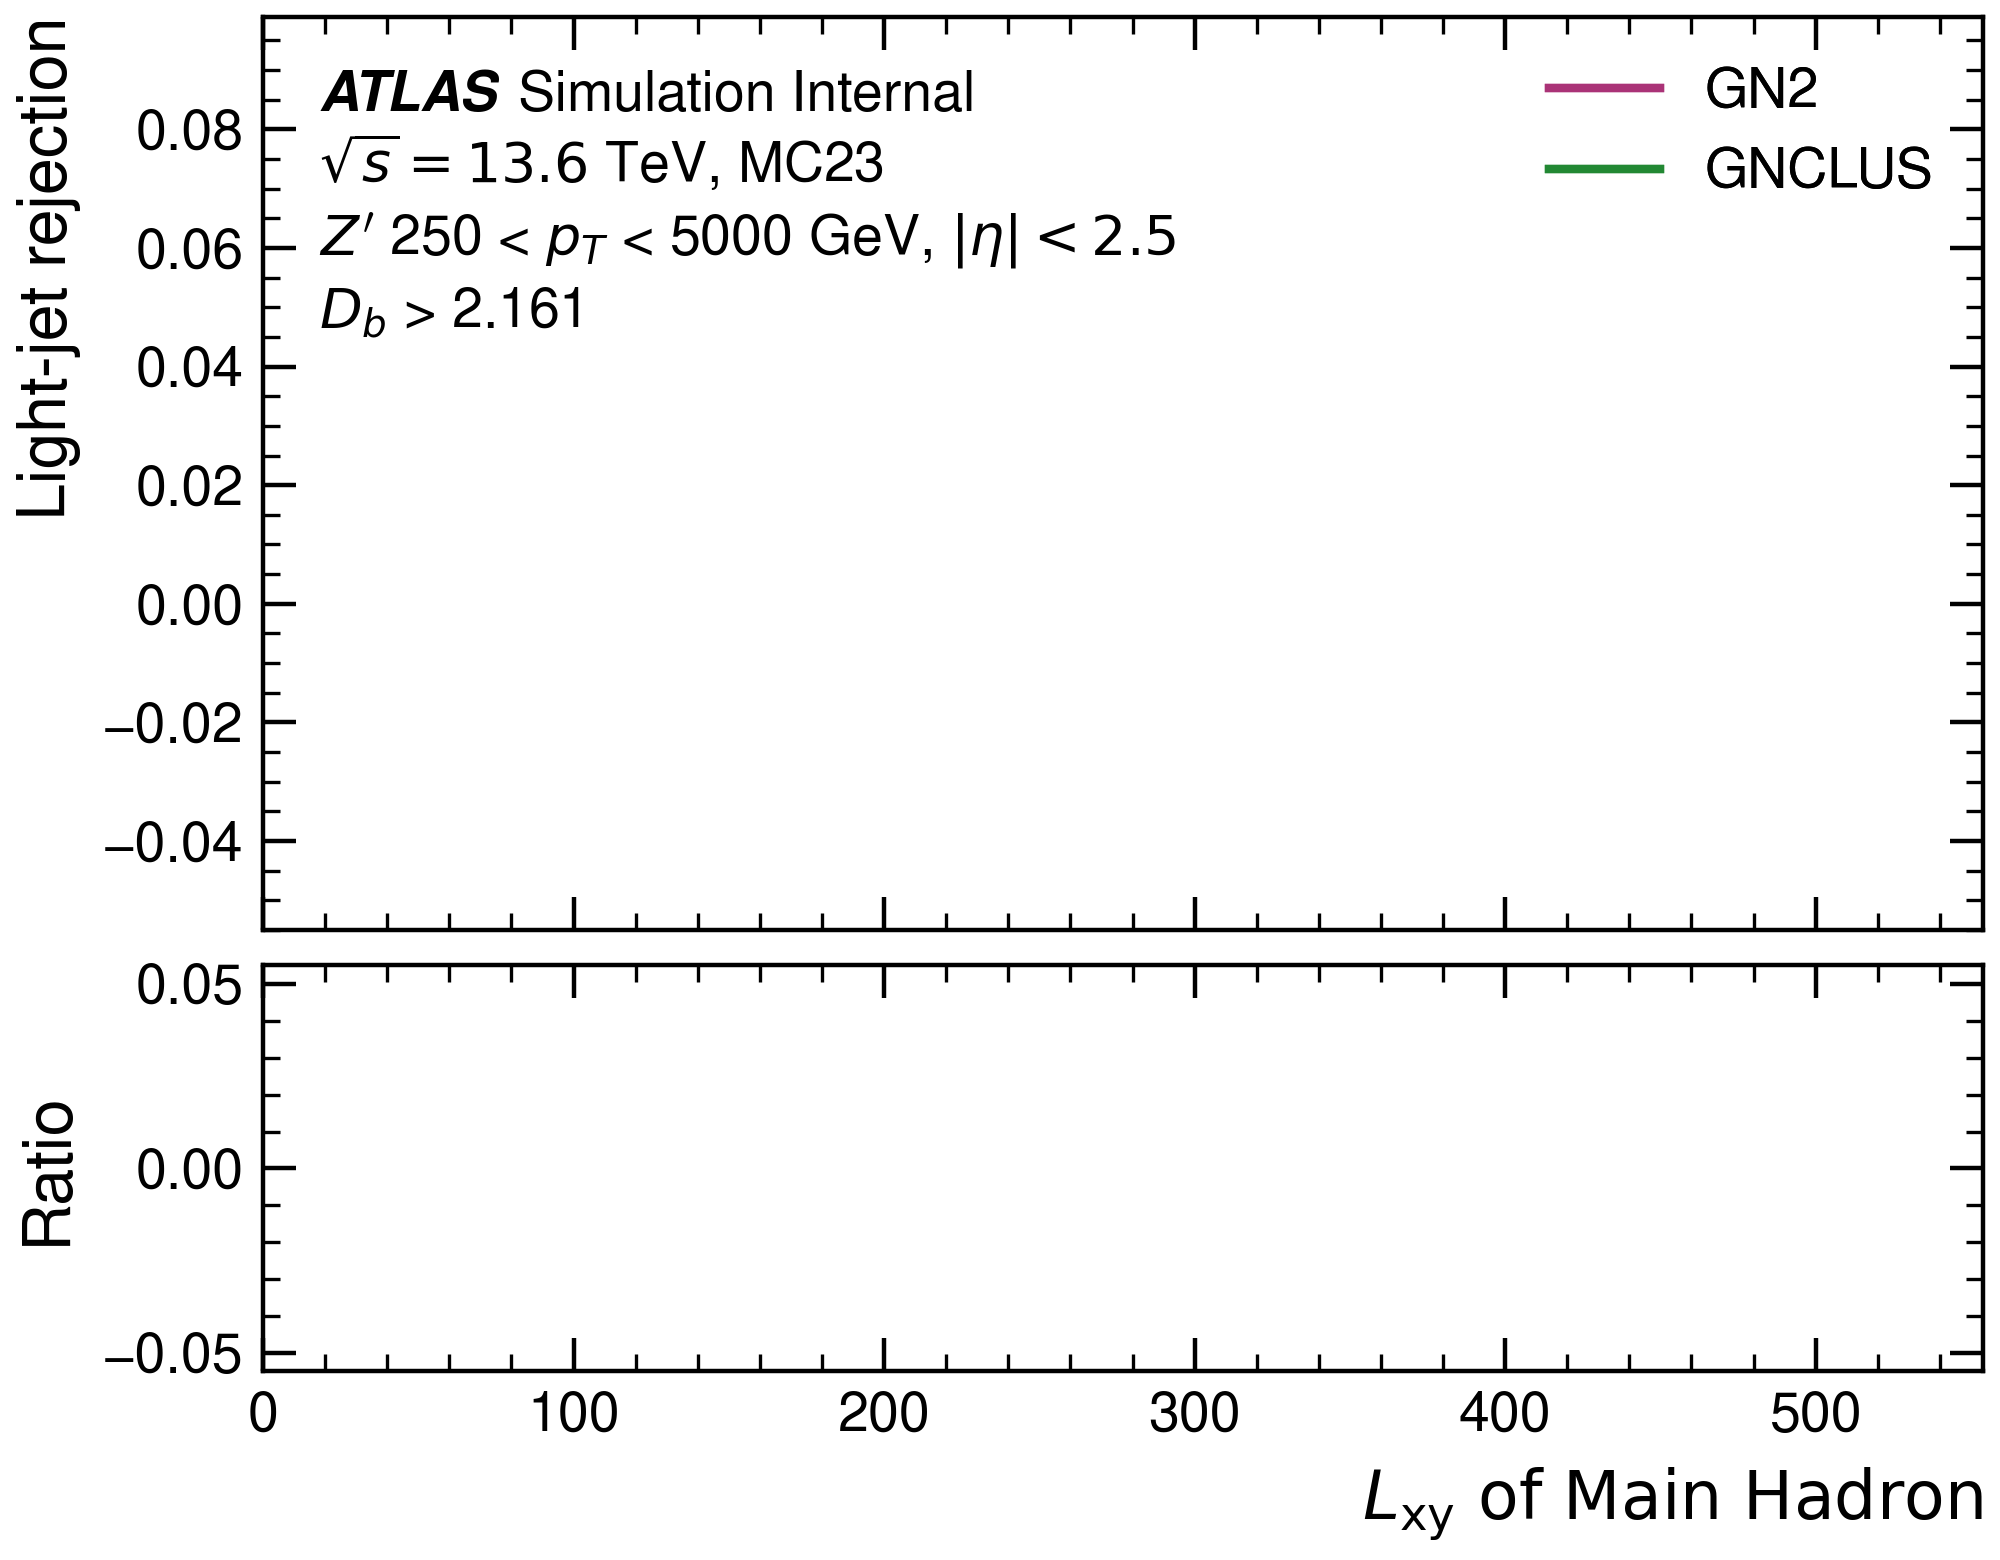 Light-jet rejection
ATLAS Simulation Internal
√s = 13.6 TeV, MC23
Z′ 250 < p_T < 5000 GeV, |η| < 2.5
D_b > 2.161
GN2
GNCLUS
0.08
0.06
0.04
0.02
0.00
−0.02
−0.04
Ratio
0.05
0.00
−0.05
0 100 200 300 400 500
L_xy of Main Hadron